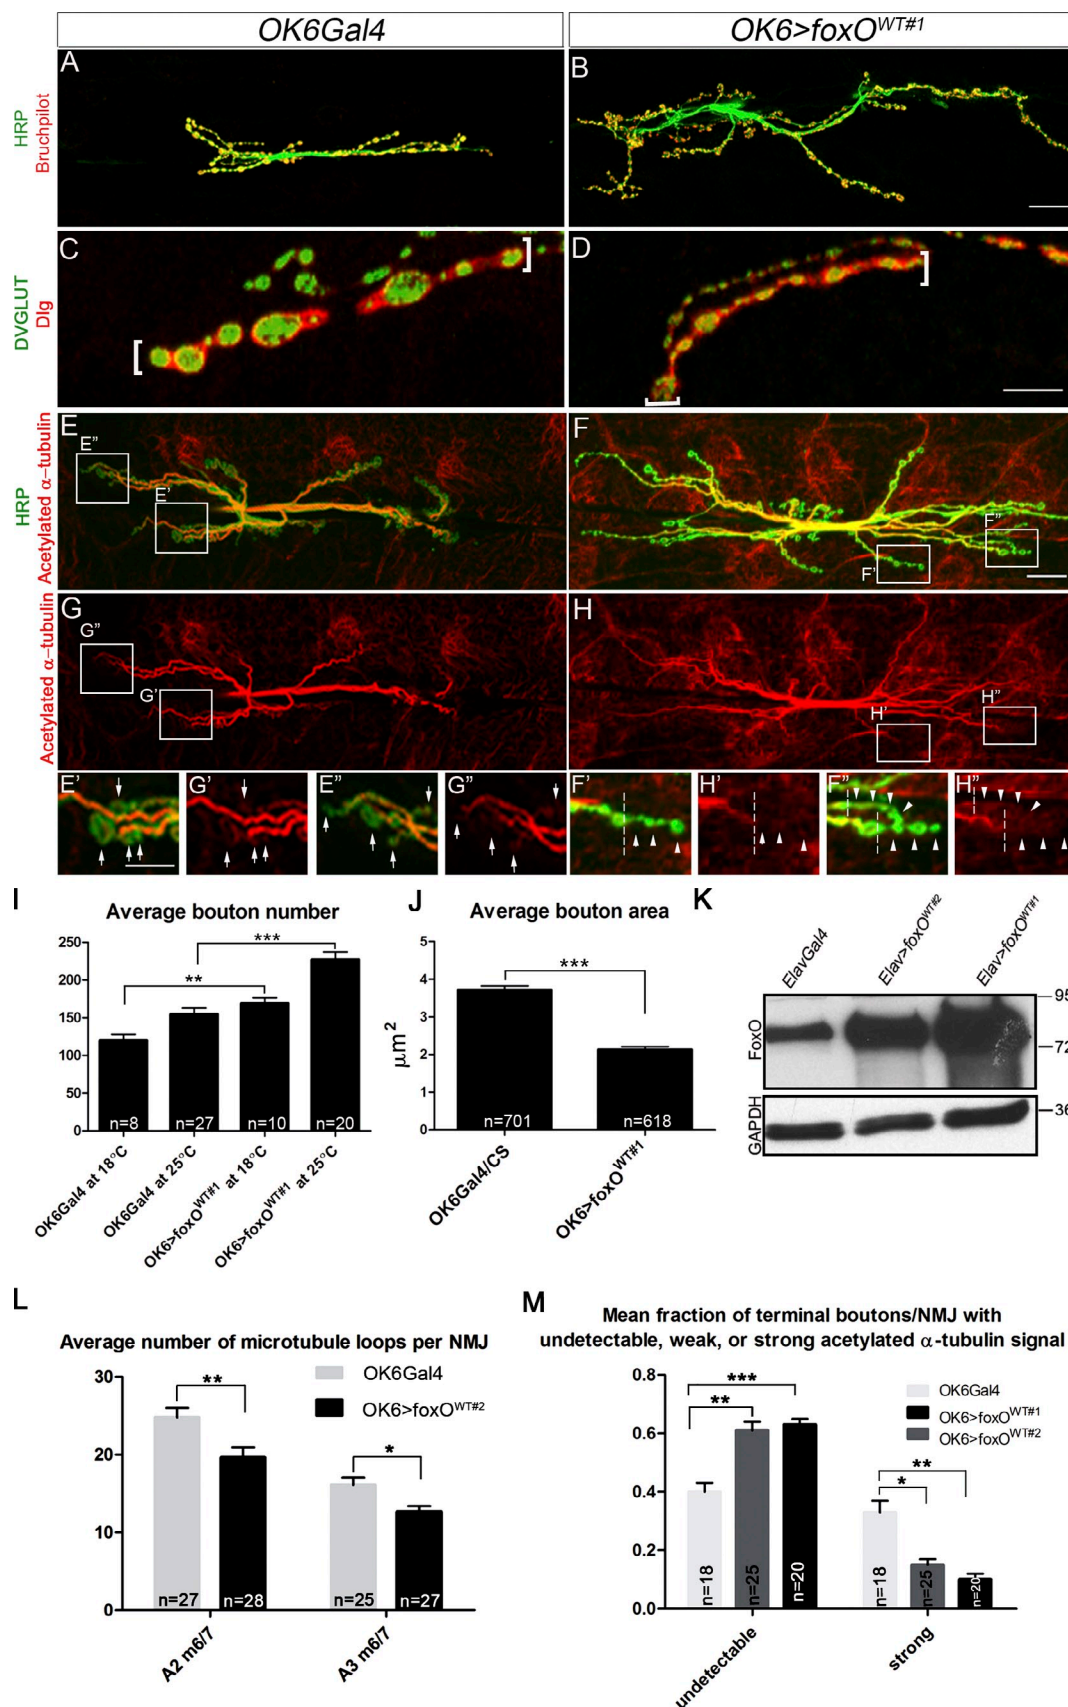 OK6Gal4
OK6>foxO^WT#1
HRP
Bruchpilot
A
B
DVGLUT
Dlg
C
D
HRP
Acetylated α-tubulin
E
E”
E’
F
F”
F’
Acetylated α-tubulin
G
G”
G’
H
H’
H”
E’
G’
E”
G”
F’
H’
F”
H”
I
Average bouton number
250
200
150
100
50
0
**
***
n=8
n=27
n=10
n=20
OK6Gal4 at 18°C
OK6Gal4 at 25°C
OK6>foxO^WT#1 at 18°C
OK6>foxO^WT#1 at 25°C
J
Average bouton area
μm²
5
4
3
2
1
0
***
n=701
n=618
OK6Gal4/CS
OK6>foxO^WT#1
K
ElavGal4
Elav>foxO^WT#2
Elav>foxO^WT#1
FoxO
GAPDH
95
72
36
L
Average number of microtubule loops per NMJ
30
20
10
0
**
*
OK6Gal4
OK6>foxO^WT#2
n=27
n=28
n=25
n=27
A2 m6/7
A3 m6/7
M
Mean fraction of terminal boutons/NMJ with
undetectable, weak, or strong acetylated α-tubulin signal
0.8
0.6
0.4
0.2
0.0
***
**
**
*
OK6Gal4
OK6>foxO^WT#1
OK6>foxO^WT#2
n=18
n=25
n=20
n=18
n=25
n=20
undetectable
strong